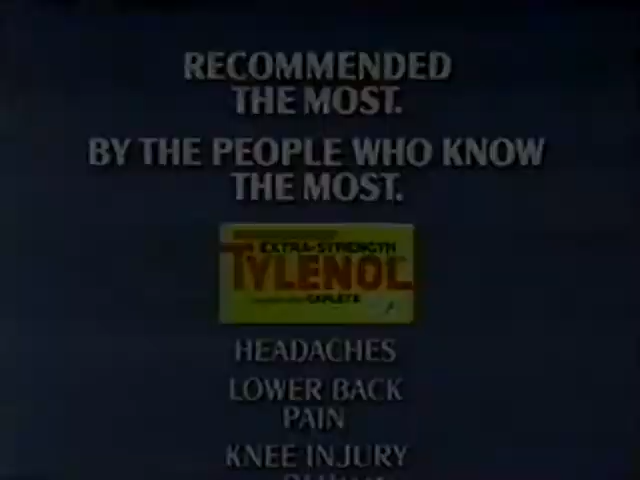 RECOMMENDED
THE MOST.
BY THE PEOPLE WHO KNOW
THE MOST.
EXTRA-STRENGTH
TYLENOL
CAPLETS
HEADACHES
LOWER BACK
PAIN
KNEE INJURY